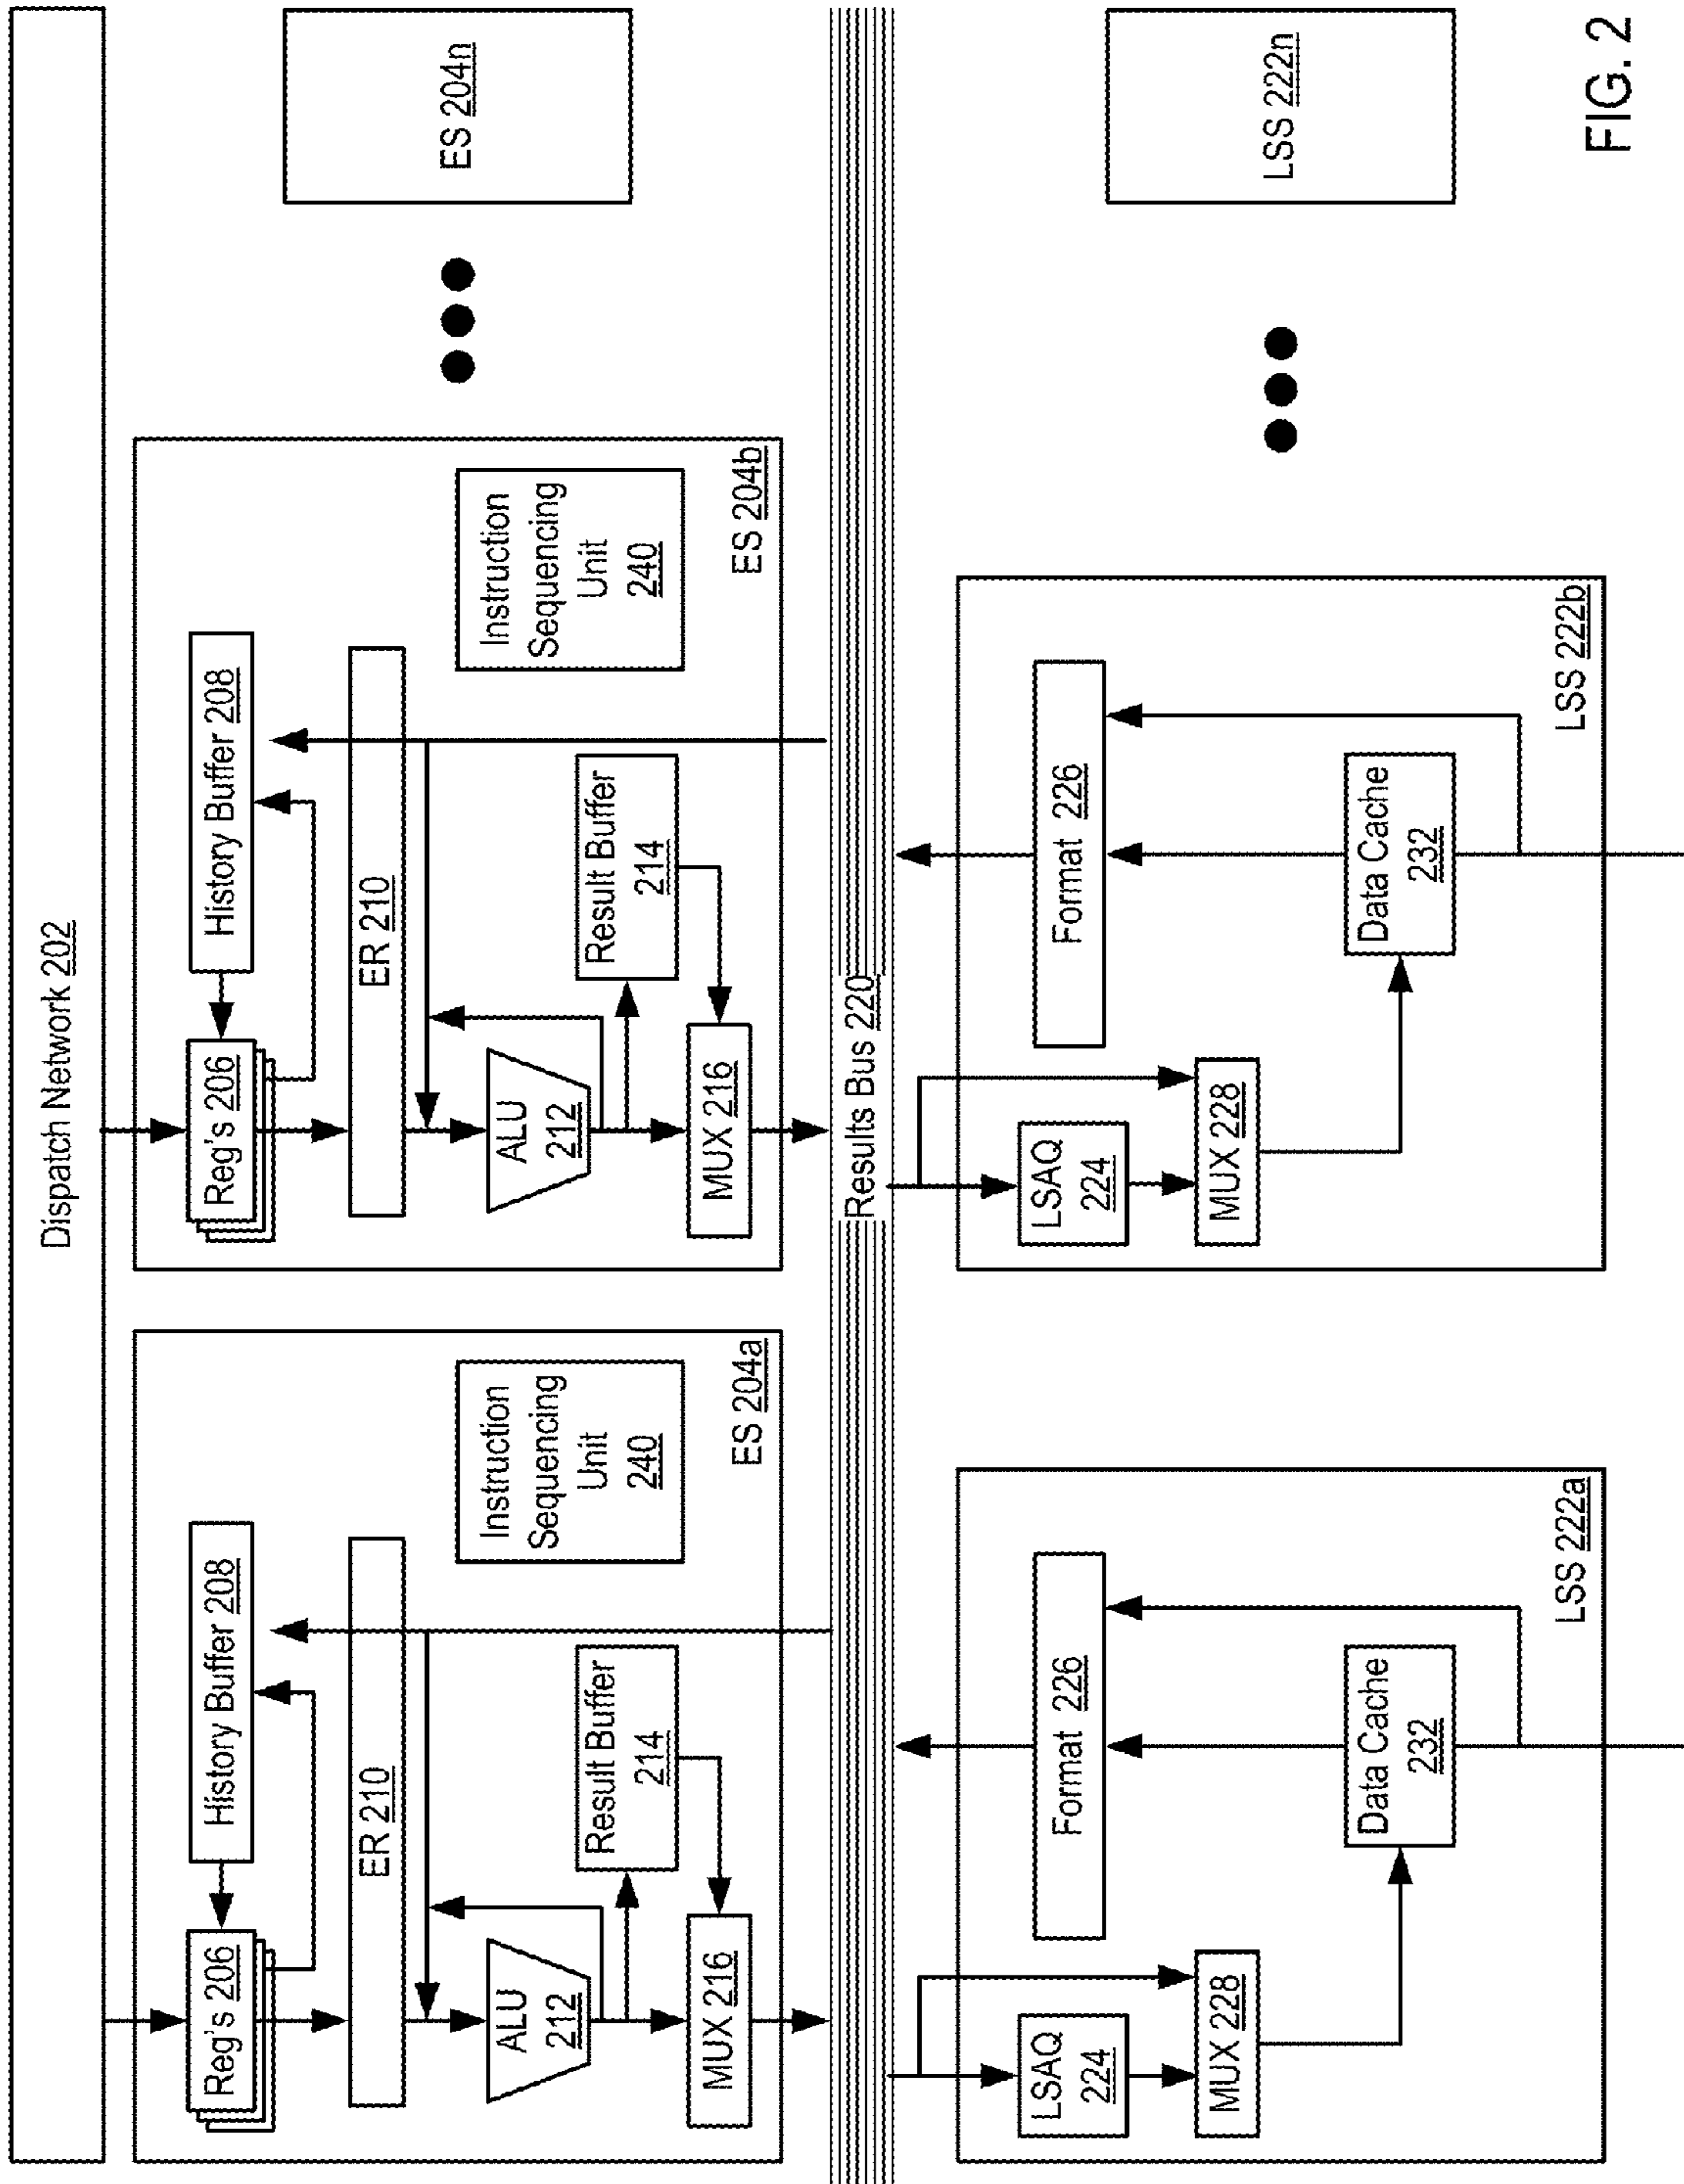 Dispatch Network 202
Reg's 206
History Buffer 208
ER 210
ALU
212
Result Buffer
214
MUX 216
Instruction
Sequencing
Unit
240
ES 204a
Reg's 206
History Buffer 208
ER 210
ALU
212
Result Buffer
214
MUX 216
Instruction
Sequencing
Unit
240
ES 204b
ES 204n
Results Bus 220
LSAQ
224
MUX 228
Format 226
Data Cache
232
LSS 222a
LSAQ
224
MUX 228
Format 226
Data Cache
232
LSS 222b
LSS 222n
FIG. 2